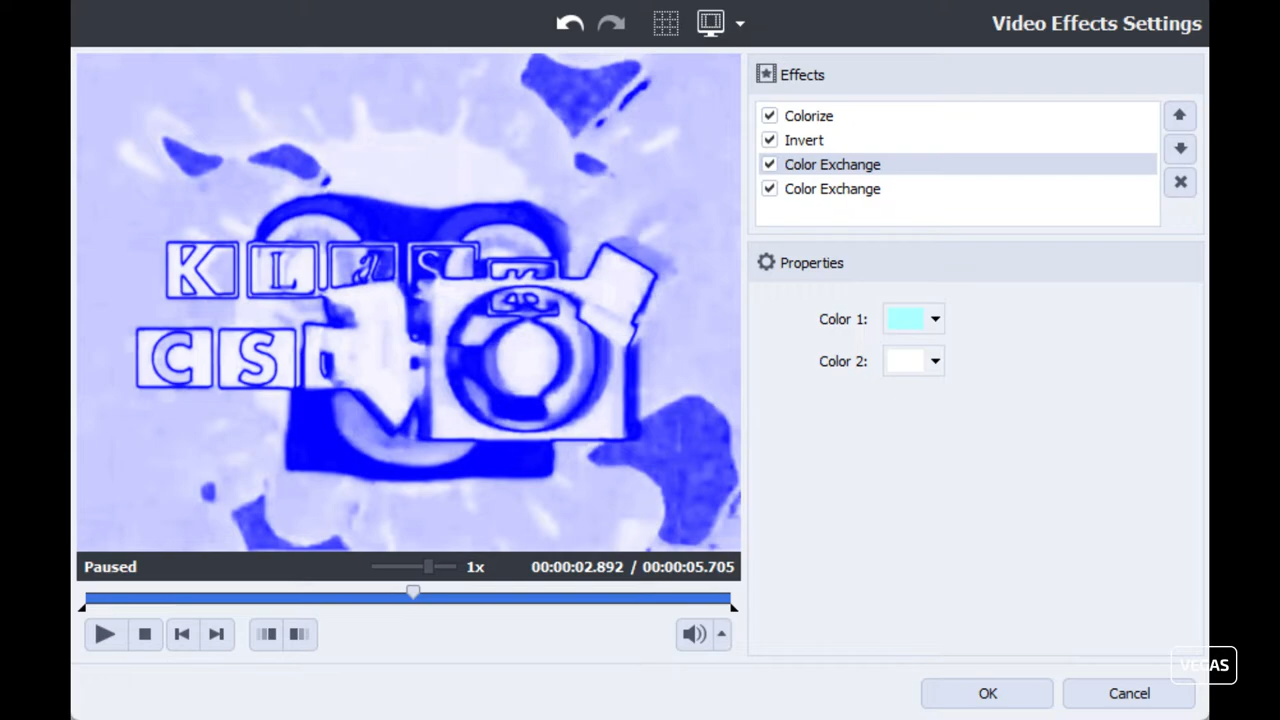 Video Effects Settings
Effects
Colorize
Invert
Color Exchange
Color Exchange
Properties
Color 1:
Color 2:
K L a S
CS
Paused
1x
00:00:02.892 / 00:00:05.705
VEGAS
OK
Cancel